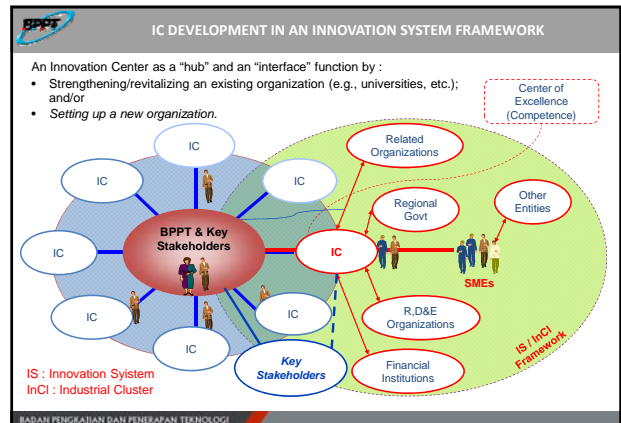 BPPT
IC DEVELOPMENT IN AN INNOVATION SYSTEM FRAMEWORK
An Innovation Center as a “hub” and an “interface” function by :
• Strengthening/revitalizing an existing organization (e.g., universities, etc.);
and/or
• Setting up a new organization.
Center of
Excellence
(Competence)
IC
IC
IC
Related
Organizations
Regional
Govt
Other
Entities
BPPT & Key
Stakeholders
IC
IC
SMEs
IC
IC
IC
R,D&E
Organizations
Key
Stakeholders
Financial
Institutions
IS / InCl
Framework
IS : Innovation Syistem
InCl : Industrial Cluster
BADAN PENGKAJIAN DAN PENERAPAN TEKNOLOGI